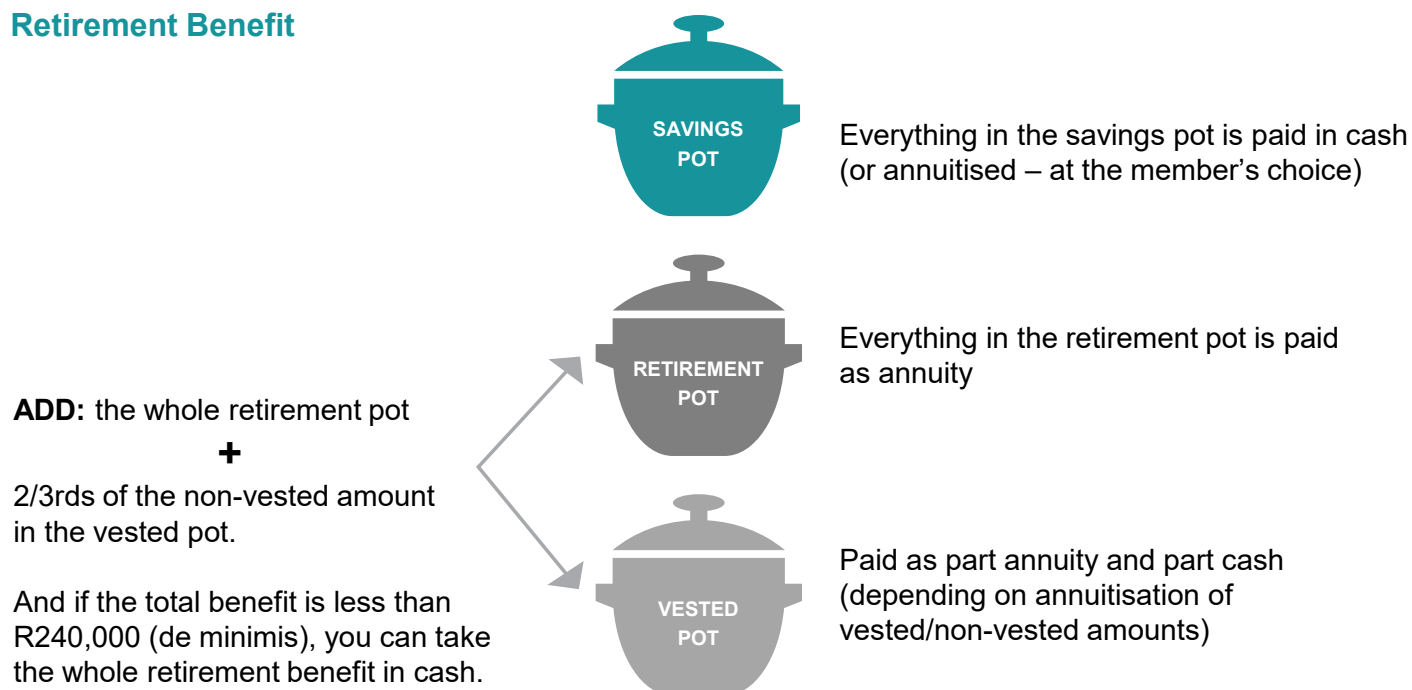 Retirement Benefit
SAVINGS
POT
Everything in the savings pot is paid in cash
(or annuitised – at the member’s choice)
RETIREMENT
POT
Everything in the retirement pot is paid
as annuity
ADD: the whole retirement pot
+
2/3rds of the non-vested amount
in the vested pot.
And if the total benefit is less than
R240,000 (de minimis), you can take
the whole retirement benefit in cash.
VESTED
POT
Paid as part annuity and part cash
(depending on annuitisation of
vested/non-vested amounts)